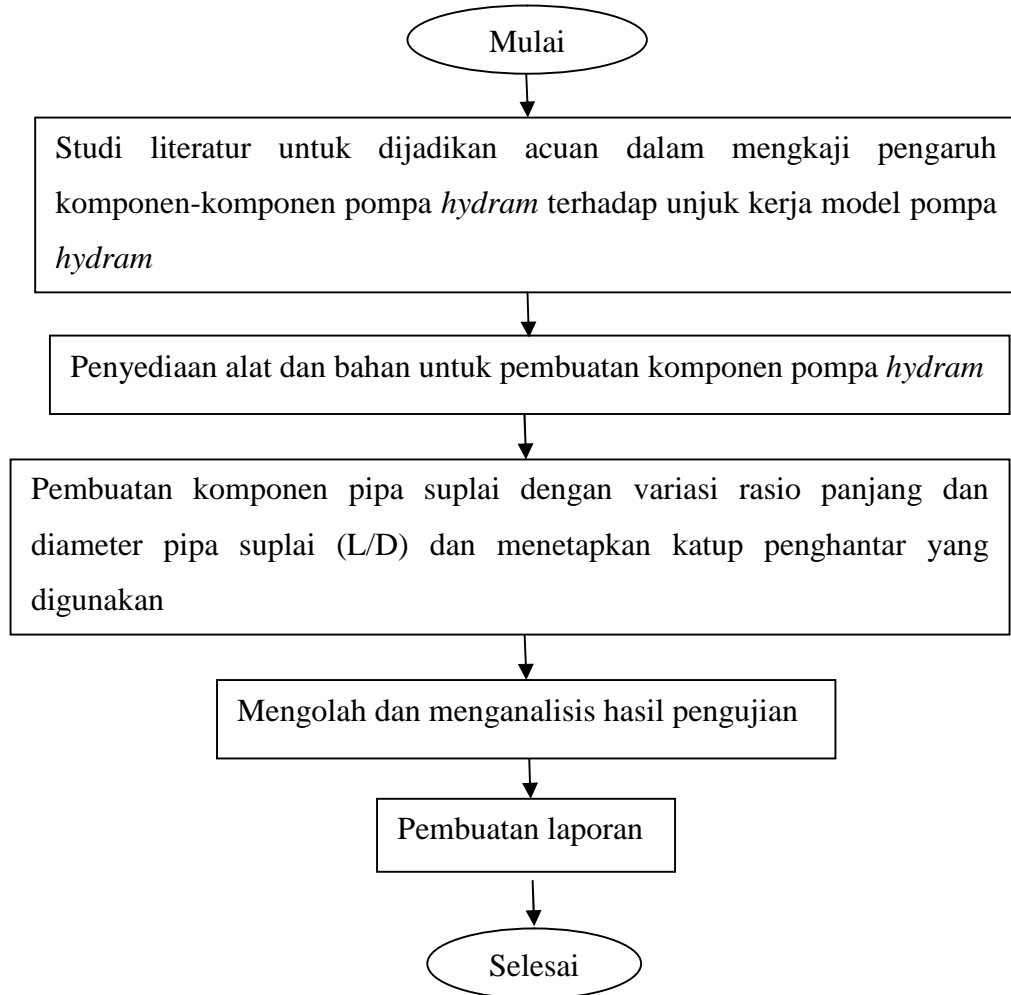 Mulai
Studi literatur untuk dijadikan acuan dalam mengkaji pengaruh
komponen-komponen pompa hydram terhadap unjuk kerja model pompa
hydram
Penyediaan alat dan bahan untuk pembuatan komponen pompa hydram
Pembuatan komponen pipa suplai dengan variasi rasio panjang dan
diameter pipa suplai (L/D) dan menetapkan katup penghantar yang
digunakan
Mengolah dan menganalisis hasil pengujian
Pembuatan laporan
Selesai